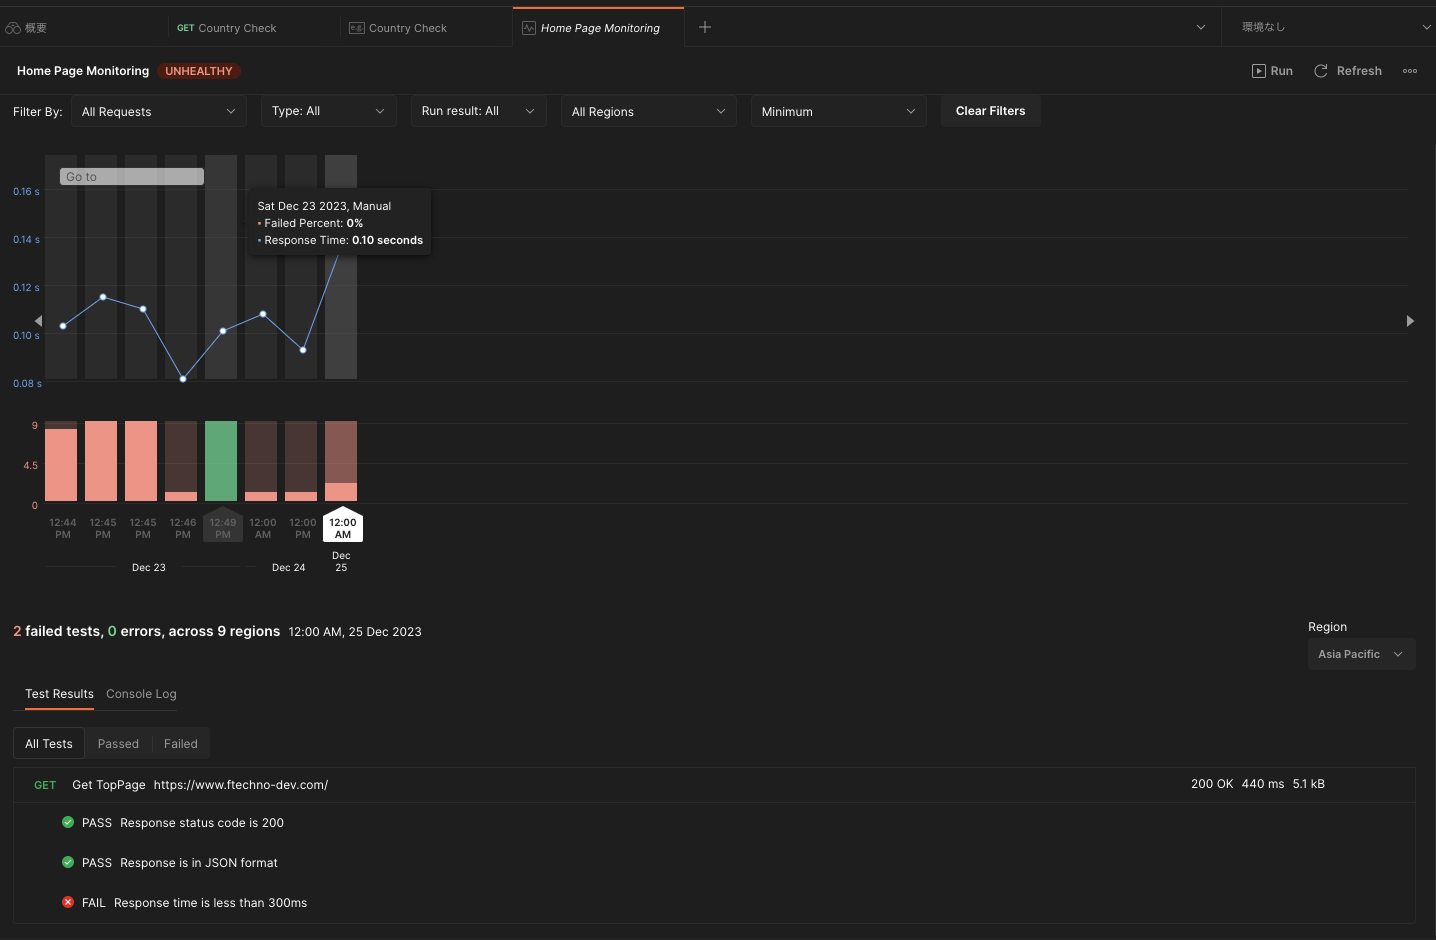 概要
GET Country Check
e.g. Country Check
Home Page Monitoring
環境なし
Home Page Monitoring UNHEALTHY
Run
Refresh
Filter By:
All Requests
Type: All
Run result: All
All Regions
Minimum
Clear Filters
Go to
0.16 s
0.14 s
0.12 s
0.10 s
0.08 s
Sat Dec 23 2023, Manual
• Failed Percent: 0%
• Response Time: 0.10 seconds
9
4.5
0
12:44 PM
12:45 PM
12:45 PM
12:46 PM
12:49 PM
12:00 AM
12:00 PM
12:00 AM
Dec 23
Dec 24
Dec 25
2 failed tests, 0 errors, across 9 regions 12:00 AM, 25 Dec 2023
Region
Asia Pacific
Test Results
Console Log
All Tests
Passed
Failed
GET Get TopPage https://www.ftechno-dev.com/ 200 OK 440 ms 5.1 kB
PASS Response status code is 200
PASS Response is in JSON format
FAIL Response time is less than 300ms